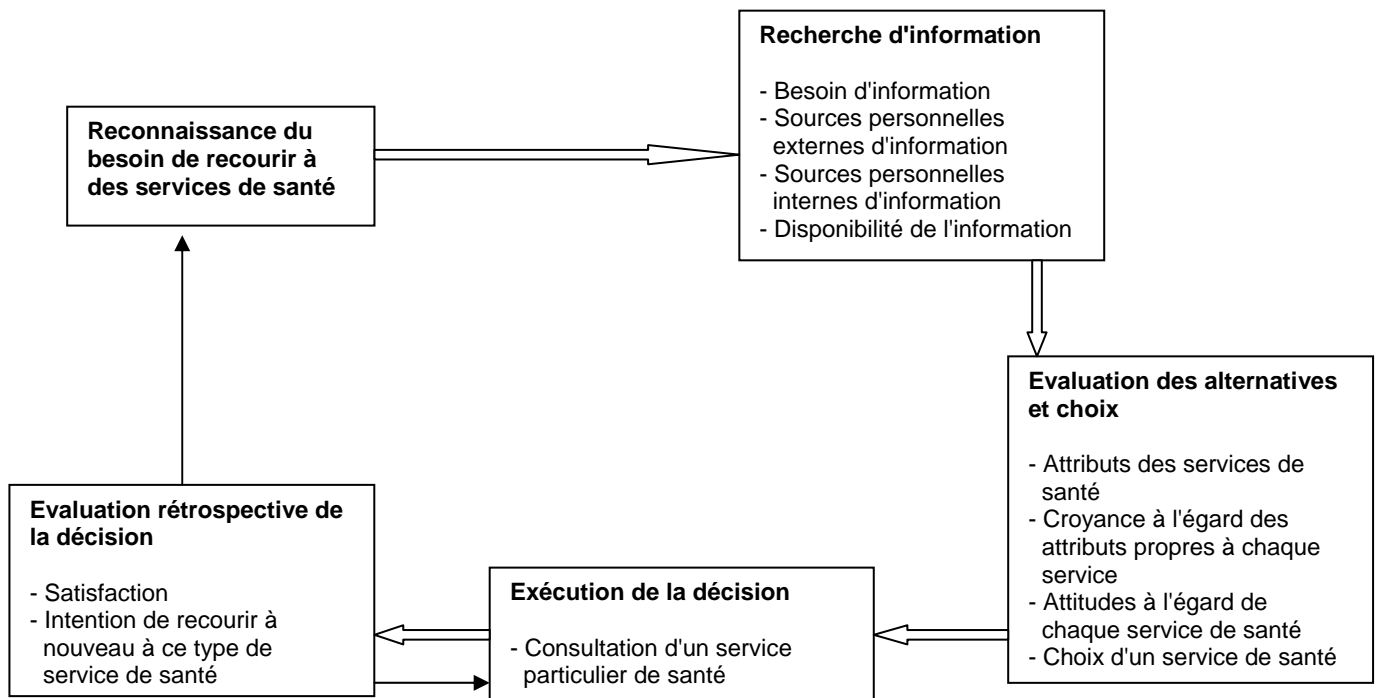 Reconnaissance du
besoin de recourir à
des services de santé
Recherche d'information
- Besoin d'information
- Sources personnelles
externes d'information
- Sources personnelles
internes d'information
- Disponibilité de l'information
Evaluation des alternatives
et choix
- Attributs des services de
santé
- Croyance à l'égard des
attributs propres à chaque
service
- Attitudes à l'égard de
chaque service de santé
- Choix d'un service de santé
Exécution de la décision
- Consultation d'un service
particulier de santé
Evaluation rétrospective de
la décision
- Satisfaction
- Intention de recourir à
nouveau à ce type de
service de santé